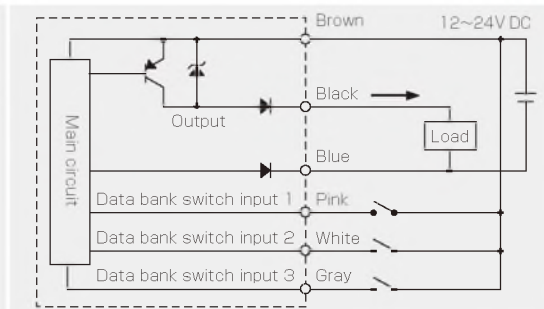 Brown
12~24V DC
Black
Output
Load
Main circuit
Blue
Data bank switch input 1
Pink
Data bank switch input 2
White
Data bank switch input 3
Gray